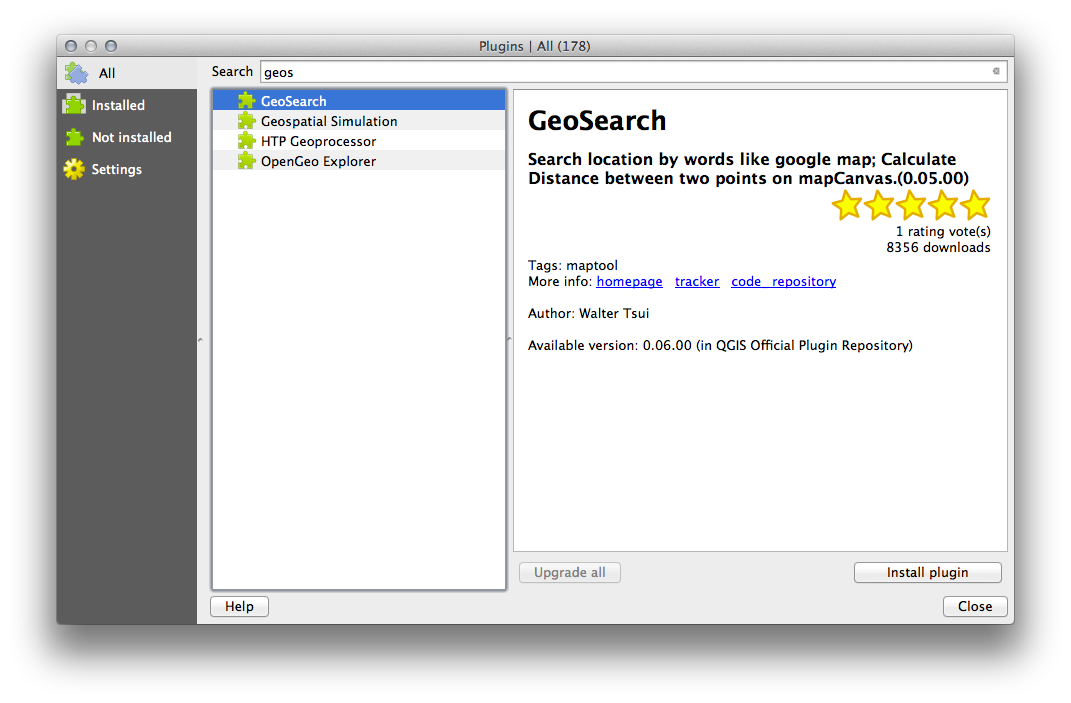 Plugins | All (178)
All
Installed
Not installed
Settings
Search geos
GeoSearch
Geospatial Simulation
HTP Geoprocessor
OpenGeo Explorer
GeoSearch
Search location by words like google map; Calculate
Distance between two points on mapCanvas.(0.05.00)
1 rating vote(s)
8356 downloads
Tags: maptool
More info: homepage tracker code_repository
Author: Walter Tsui
Available version: 0.06.00 (in QGIS Official Plugin Repository)
Upgrade all
Install plugin
Help
Close